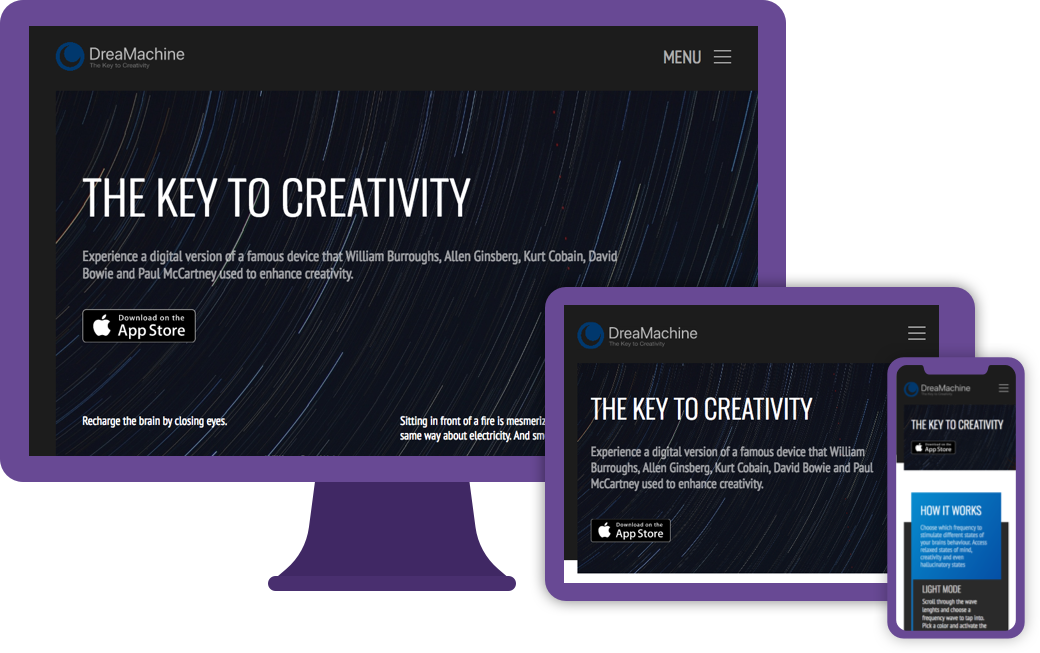 DreaMachine
The Key to Creativity
MENU
THE KEY TO CREATIVITY
Experience a digital version of a famous device that William Burroughs, Allen Ginsberg, Kurt Cobain, David
Bowie and Paul McCartney used to enhance creativity.
Download on the
App Store
Recharge the brain by closing eyes.
Sitting in front of a fire is mesmeriz
same way about electricity. And sm
DreaMachine
The Key to Creativity
THE KEY TO CREATIVITY
Experience a digital version of a famous device that William
Burroughs, Allen Ginsberg, Kurt Cobain, David Bowie and Paul
McCartney used to enhance creativity.
Download on the
App Store
DreaMachine
The Key to Creativity
THE KEY TO CREATIVITY
Download on the
App Store
HOW IT WORKS
Choose which frequency to
stimulate different states of
your brains behaviour. Access
relaxed states of mind,
creativity and even
hallucinatory states
LIGHT MODE
Scroll through the wave
lenghts and choose a
frequency wave to tap into.
Pick a color and activate the